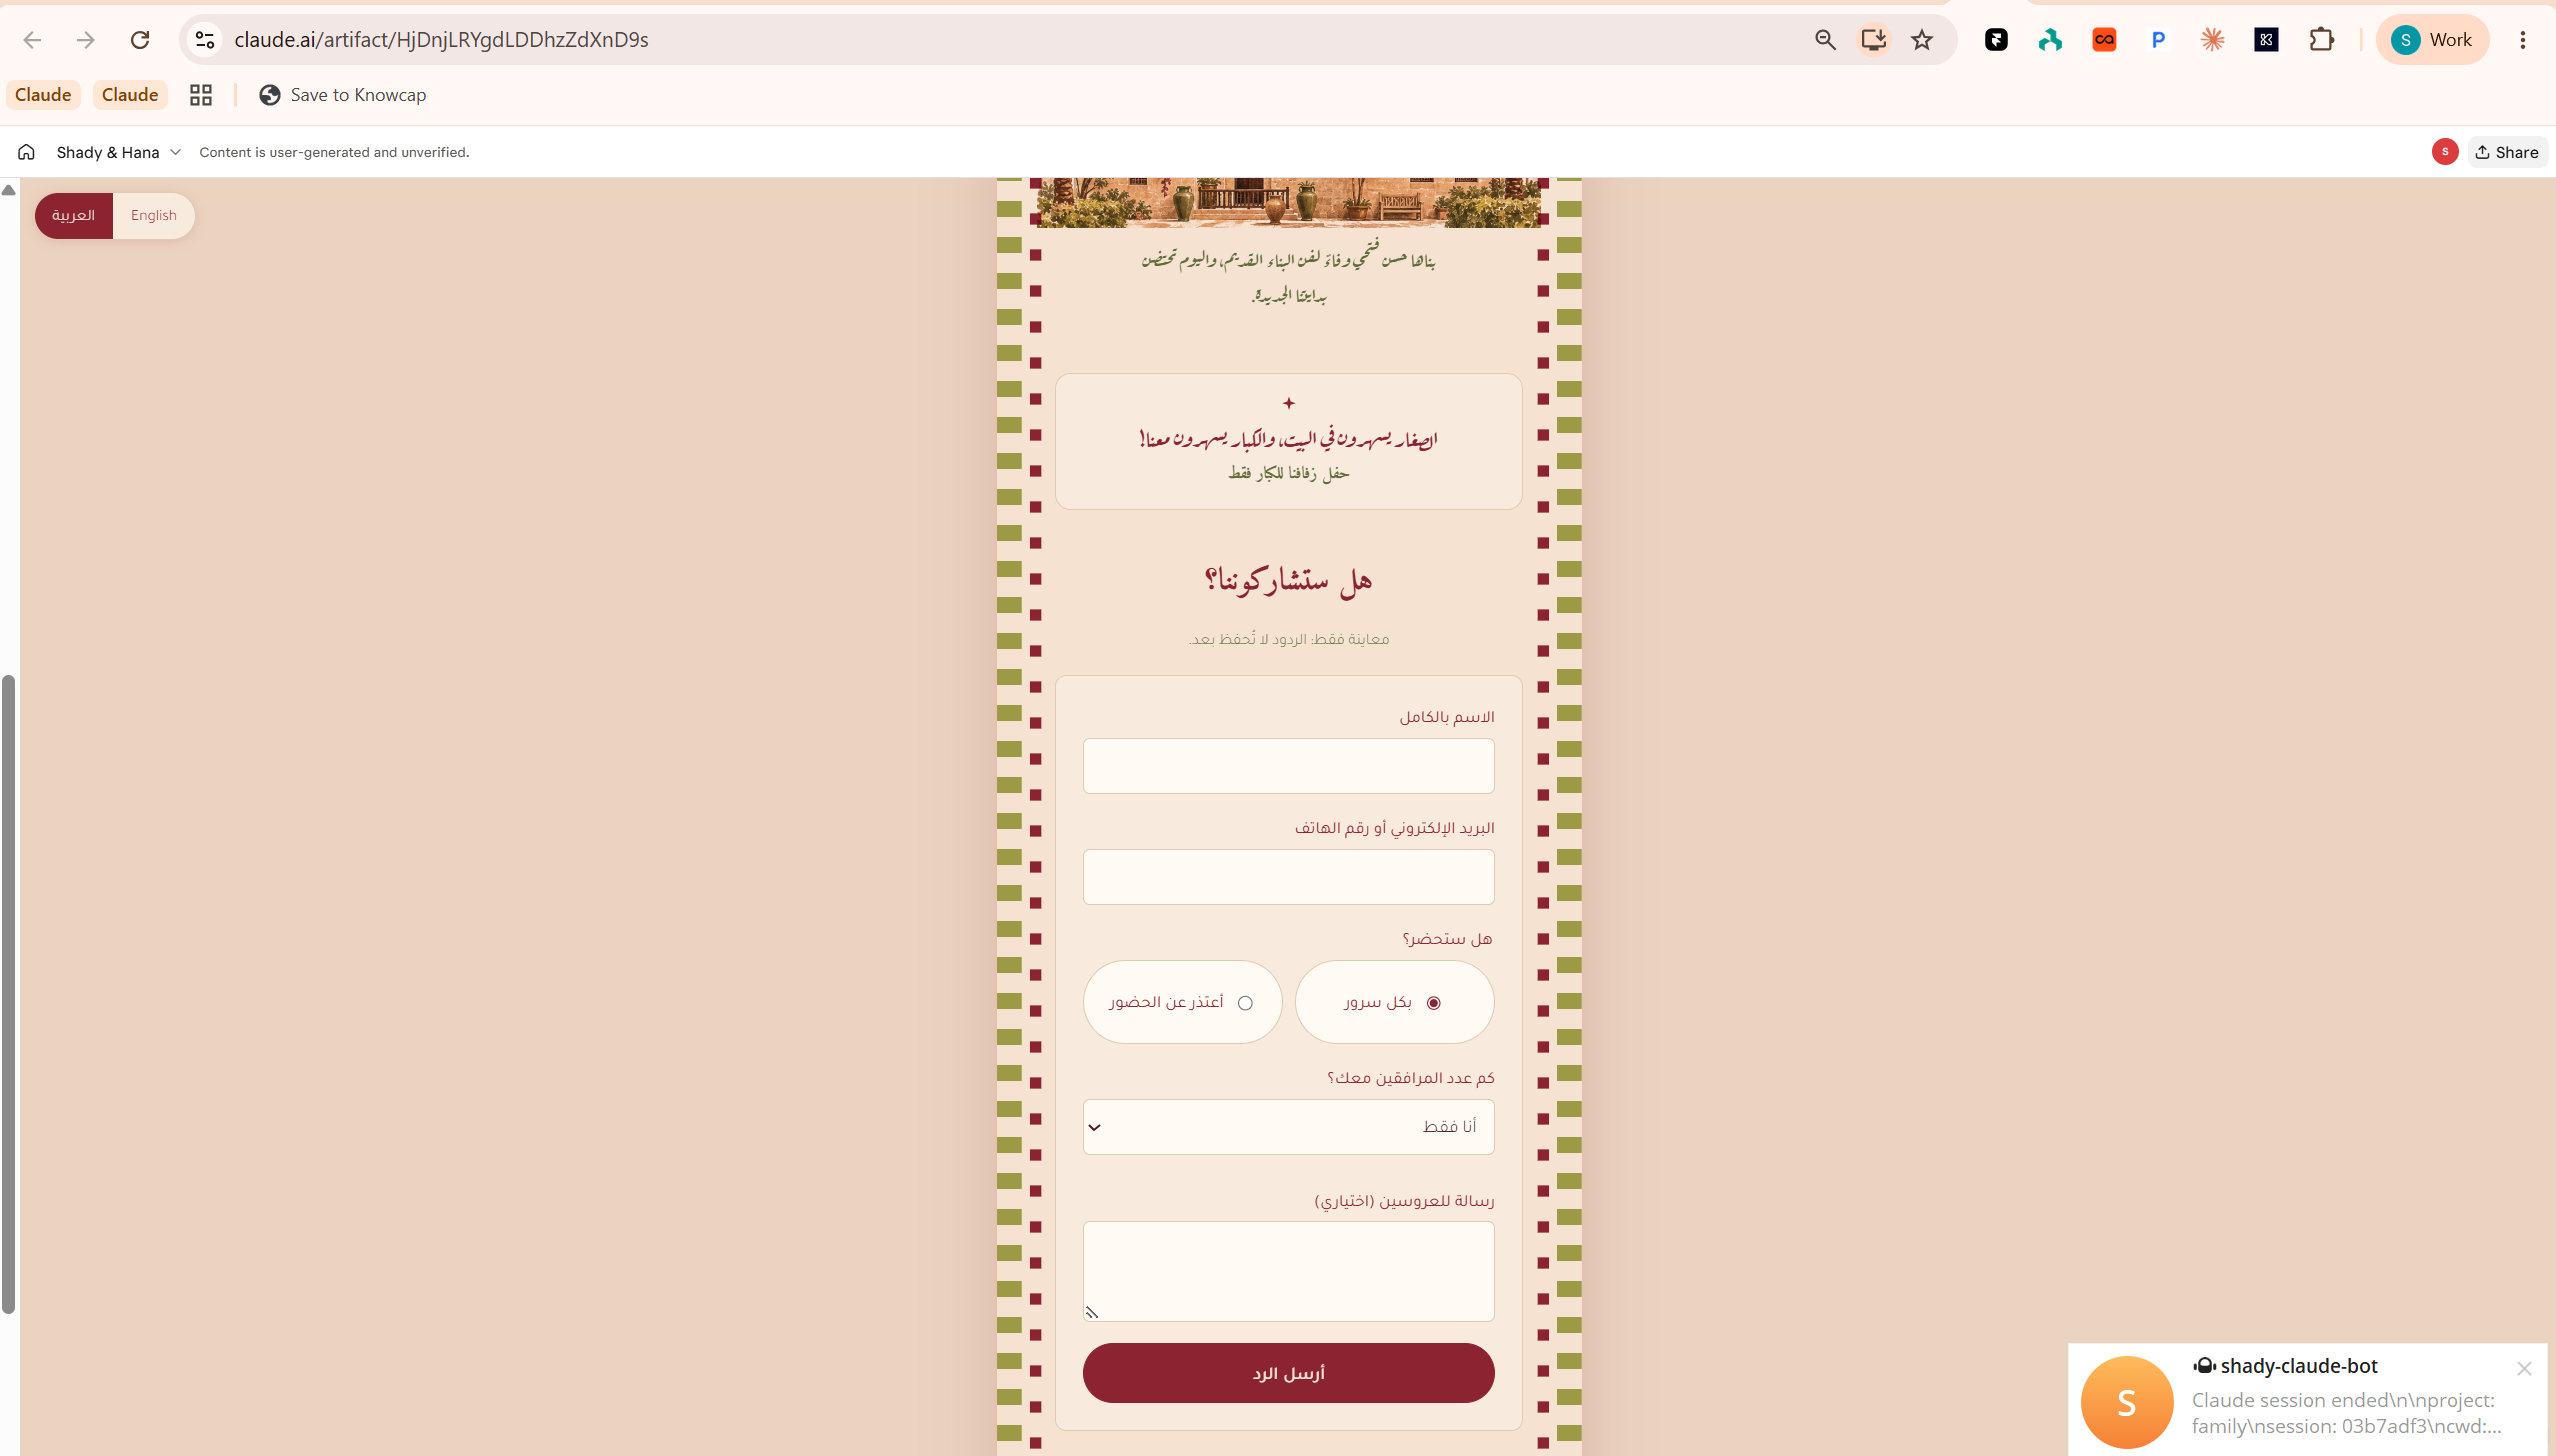 claude.ai/artifact/HjDnjLRYgdLDDhzZdXnD9s
Work
Claude
Claude
Save to Knowcap
Shady & Hana
Content is user-generated and unverified.
Share
العربية
English
بناها حسن فتحي وفاءً لفن البناء القديم، واليوم تحتضن
بدايتنا الجديدة.
الصغار يسهرون في البيت، والكبار يسهرون معنا!
حفل زفافنا للكبار فقط
هل ستشاركوننا؟
معاينة فقط: الردود لا تُحفظ بعد.
الاسم بالكامل
البريد الإلكتروني أو رقم الهاتف
هل ستحضر؟
بكل سرور
أعتذر عن الحضور
كم عدد المرافقين معك؟
أنا فقط
رسالة للعروسين (اختياري)
أرسل الرد
S
shady-claude-bot
Claude session ended\n\nproject:
family\nsession: 03b7adf3\ncwd:...